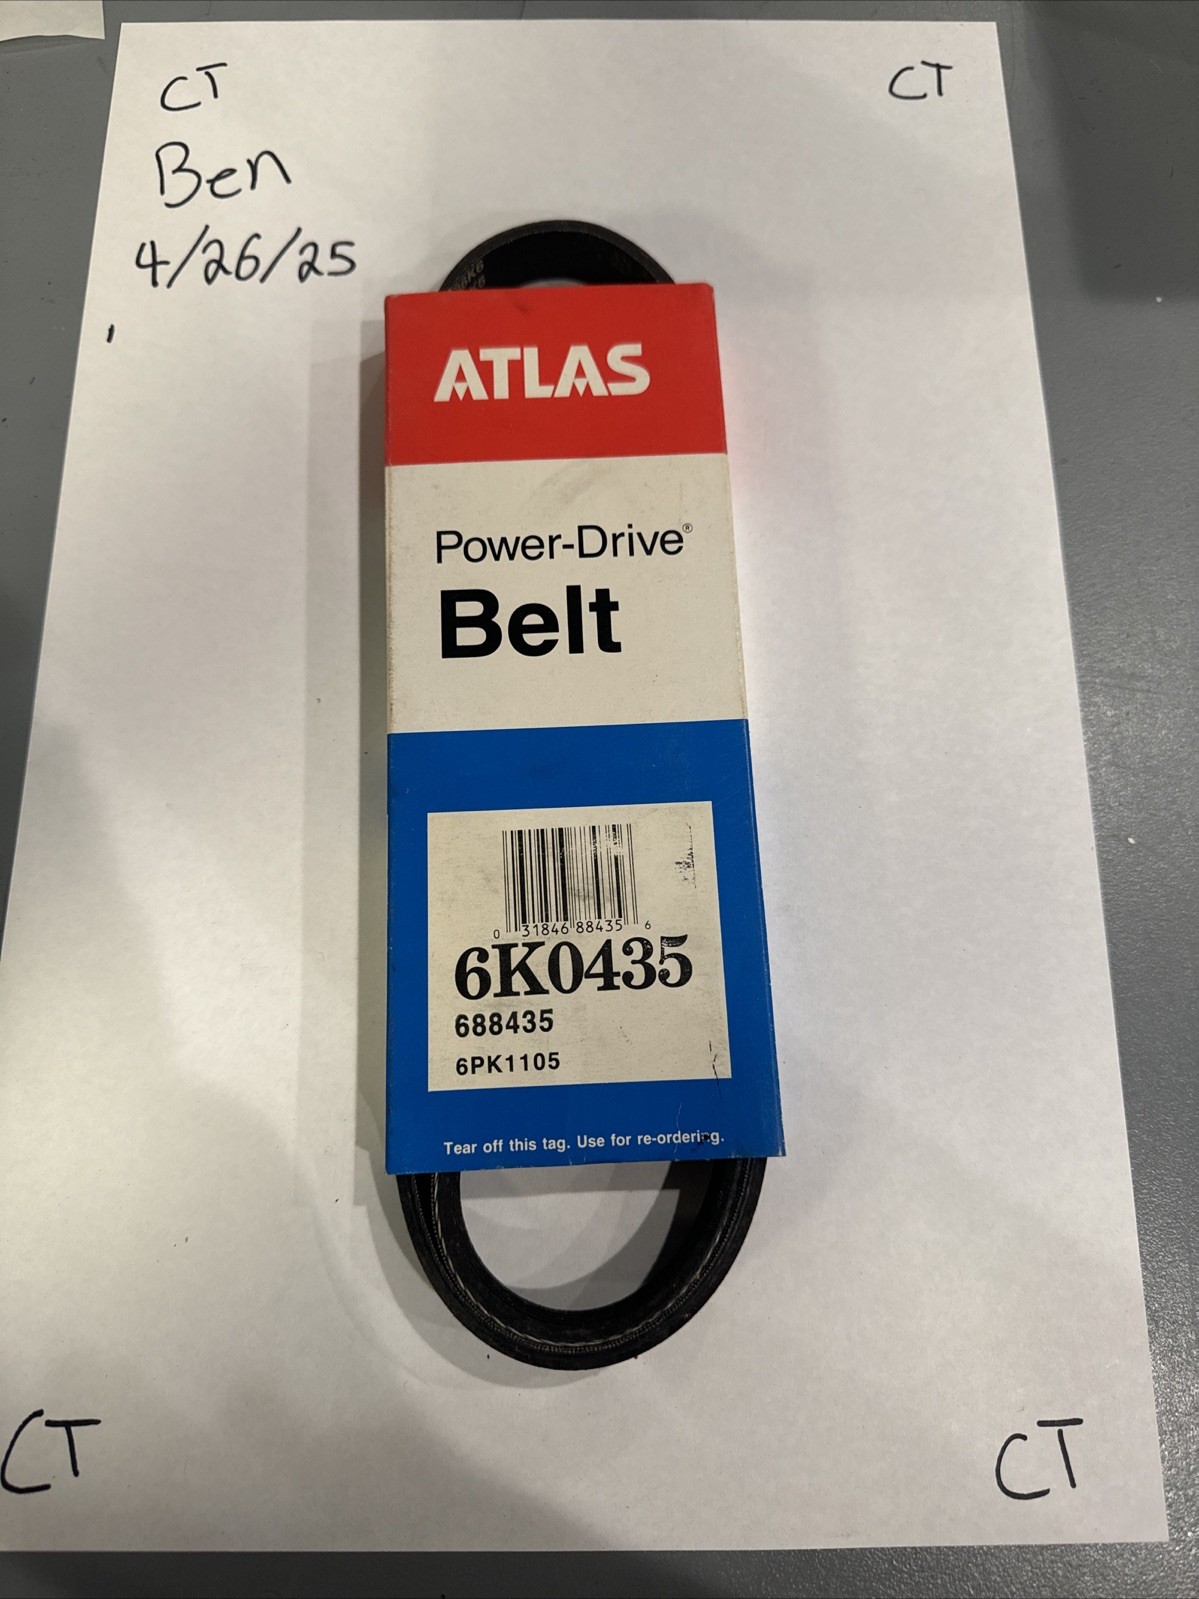 CT
CT
Ben
4/26/25
ATLAS
Power-Drive®
Belt
0 31846 88435 6
6K0435
688435
6PK1105
Tear off this tag. Use for re-ordering.
CT
CT